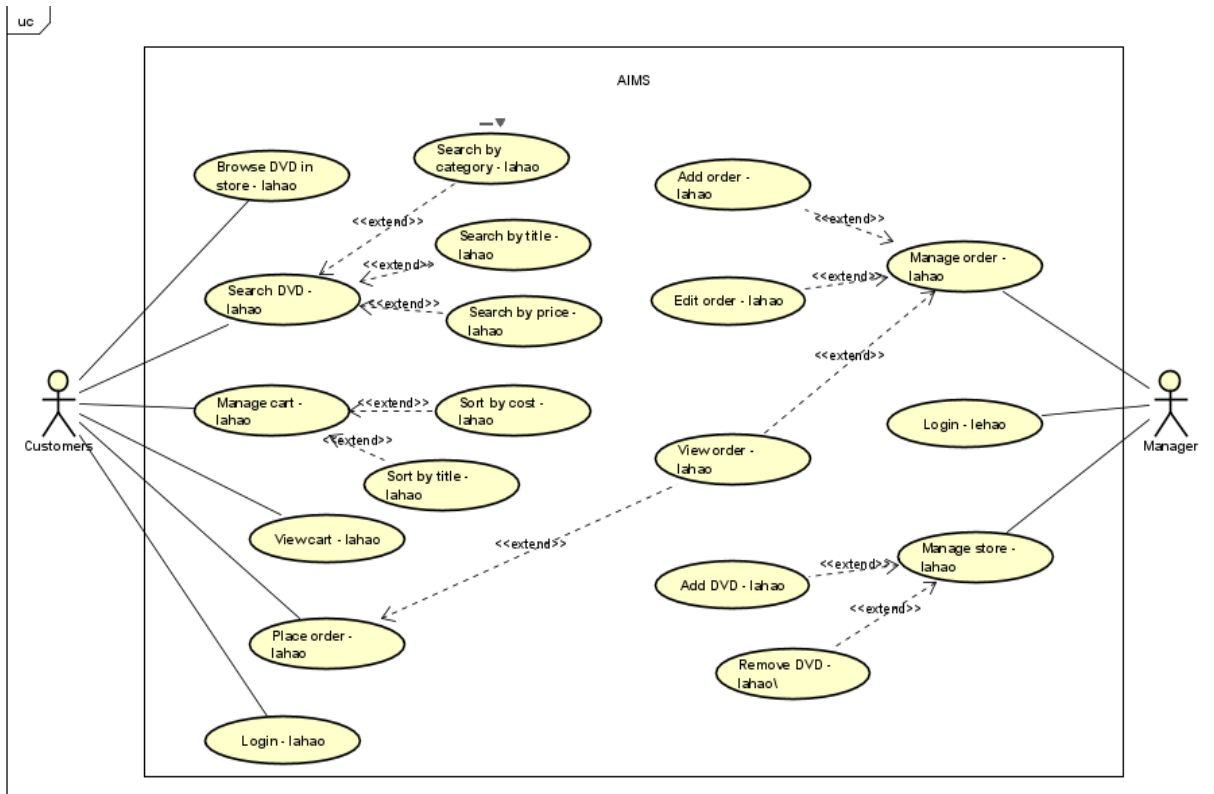 uc
AIMS
Search by
category - lahao
Browse DVD in
store - lahao
Add order -
lahao
<<extend>>
<<extend>>
Search by title -
lahao
Manage order -
lahao
<<extend>>
<<extend>>
Search DVD -
lahao
Edit order - lahao
<<extend>>
Search by price -
lahao
<<extend>>
Manage cart -
lahao
<<extend>>
Sort by cost -
lahao
Login - lehao
Customers
Manager
<<extend>>
View order -
lahao
Sort by title -
lahao
View cart - lahao
<<extend>>
Manage store -
lahao
<<extend>>
Add DVD - lahao
<<extend>>
Place order -
lahao
Remove DVD -
lahao\
Login - lahao